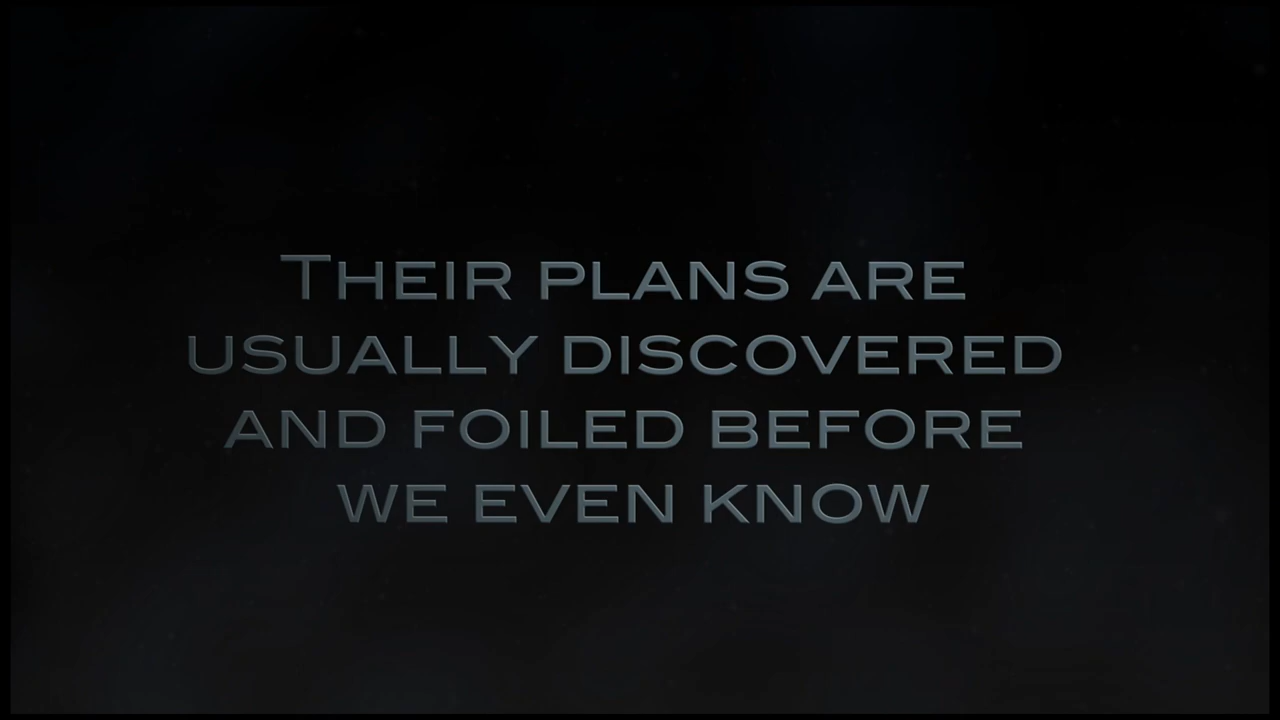 THEIR PLANS ARE
USUALLY DISCOVERED
AND FOILED BEFORE
WE EVEN KNOW